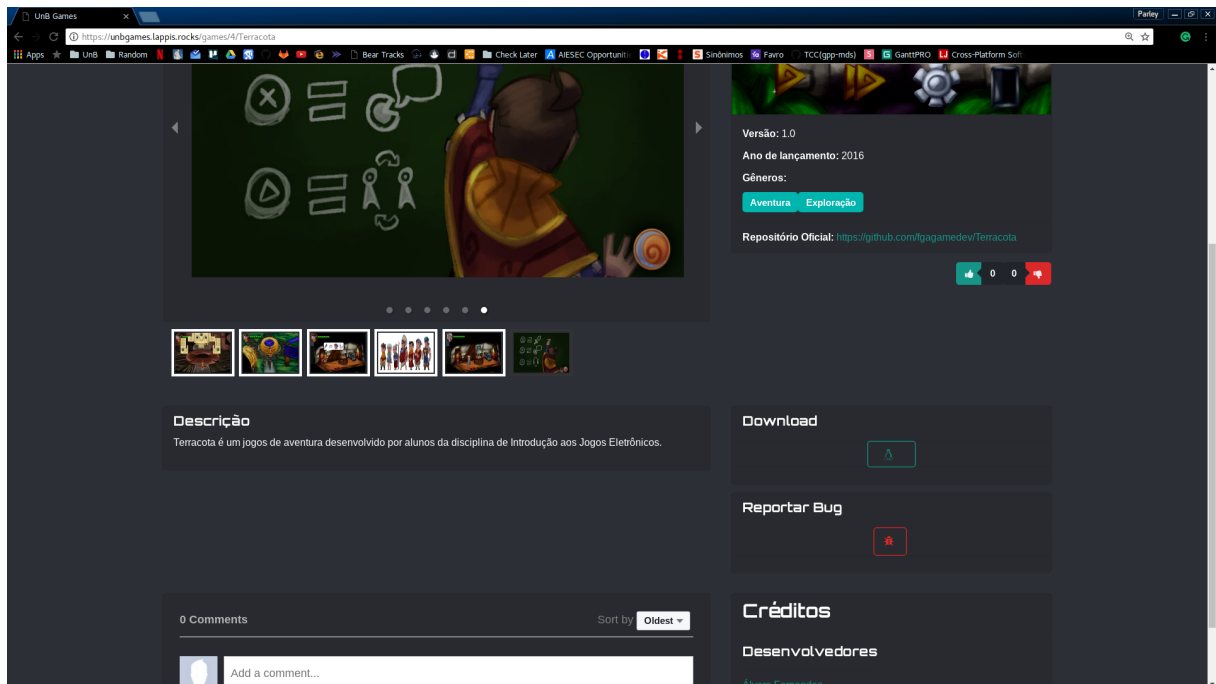 UnB Games
Parley
https://unbgames.lappis.rocks/games/4/Terracota
Apps
UnB
Random
Bear Tracks
Check Later
AIESEC Opportuniti
Sinônimos
Favro
TCC(gpp-mds)
GanttPRO
Cross-Platform Soft
Versão: 1.0
Ano de lançamento: 2016
Gêneros:
Aventura Exploração
Repositório Oficial: https://github.com/fgagamedev/Terracota
0 0
Descrição
Terracota é um jogos de aventura desenvolvido por alunos da disciplina de Introdução aos Jogos Eletrônicos.
Download
Reportar Bug
0 Comments
Sort by Oldest
Add a comment...
Créditos
Desenvolvedores
Álvaro Fernandes